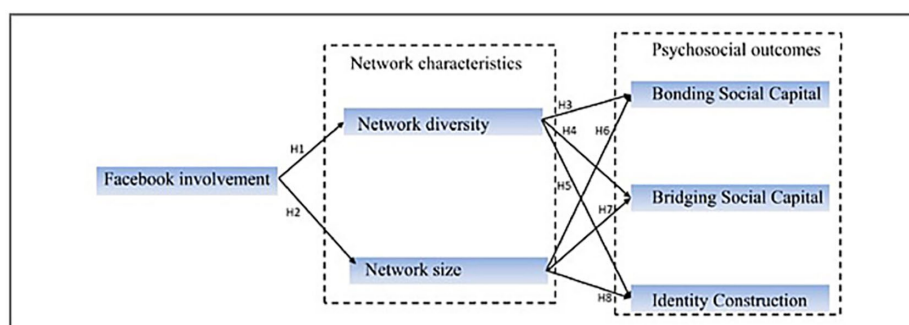 Psychosocial outcomes
Network characteristics
Bonding Social Capital
H3
Network diversity
H4
H6
H1
Facebook involvement
H5
Bridging Social Capital
H2
H7
Network size
H8
Identity Construction